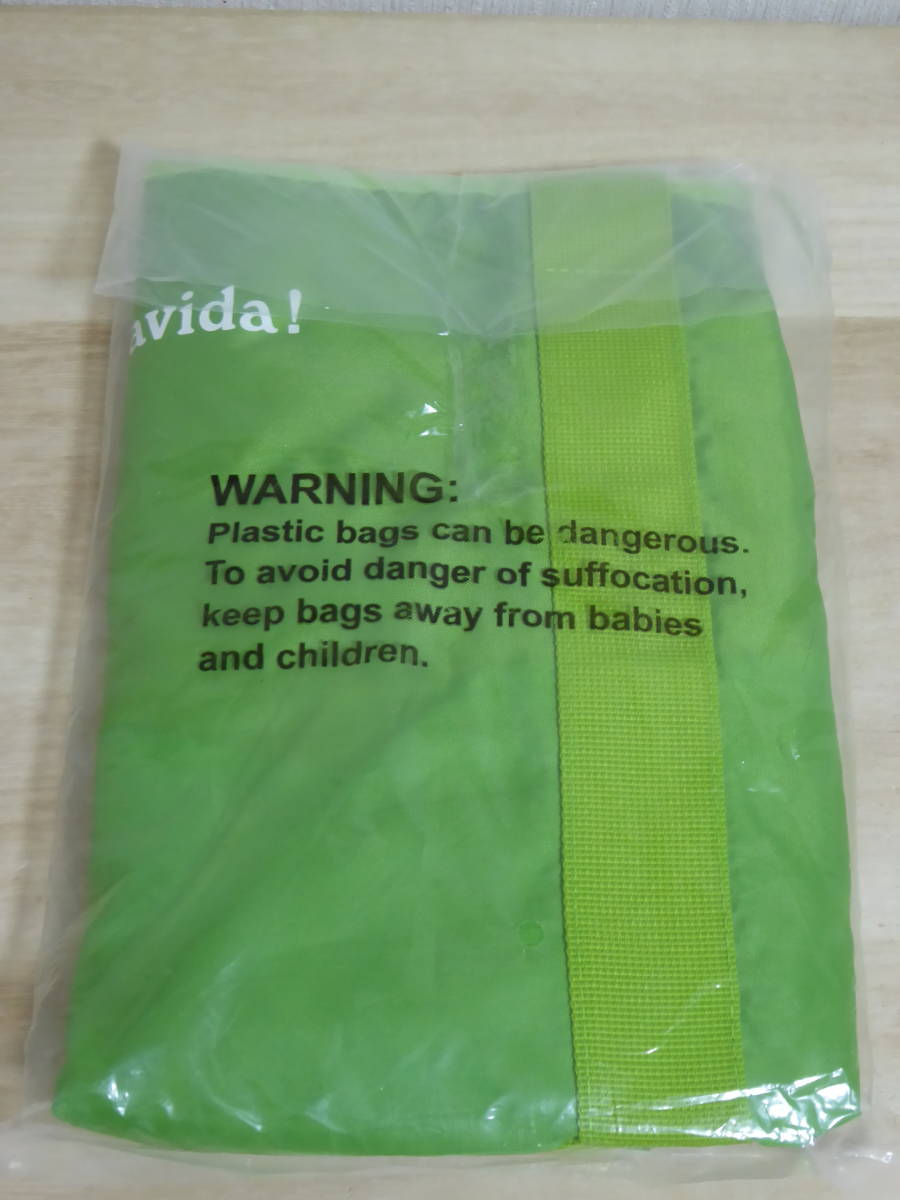 avida!
WARNING:
Plastic bags can be dangerous.
To avoid danger of suffocation,
keep bags away from babies
and children.